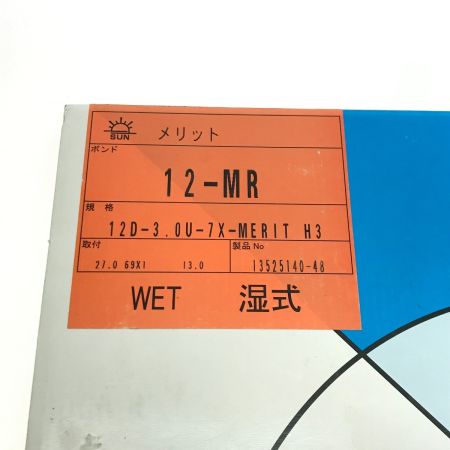 SUN メリット
ボンド
12-MR
規格
12D-3.0U-7X-MERIT H3
取付 製品No
27.0 69X1 13.0 13525140-48
WET 湿式